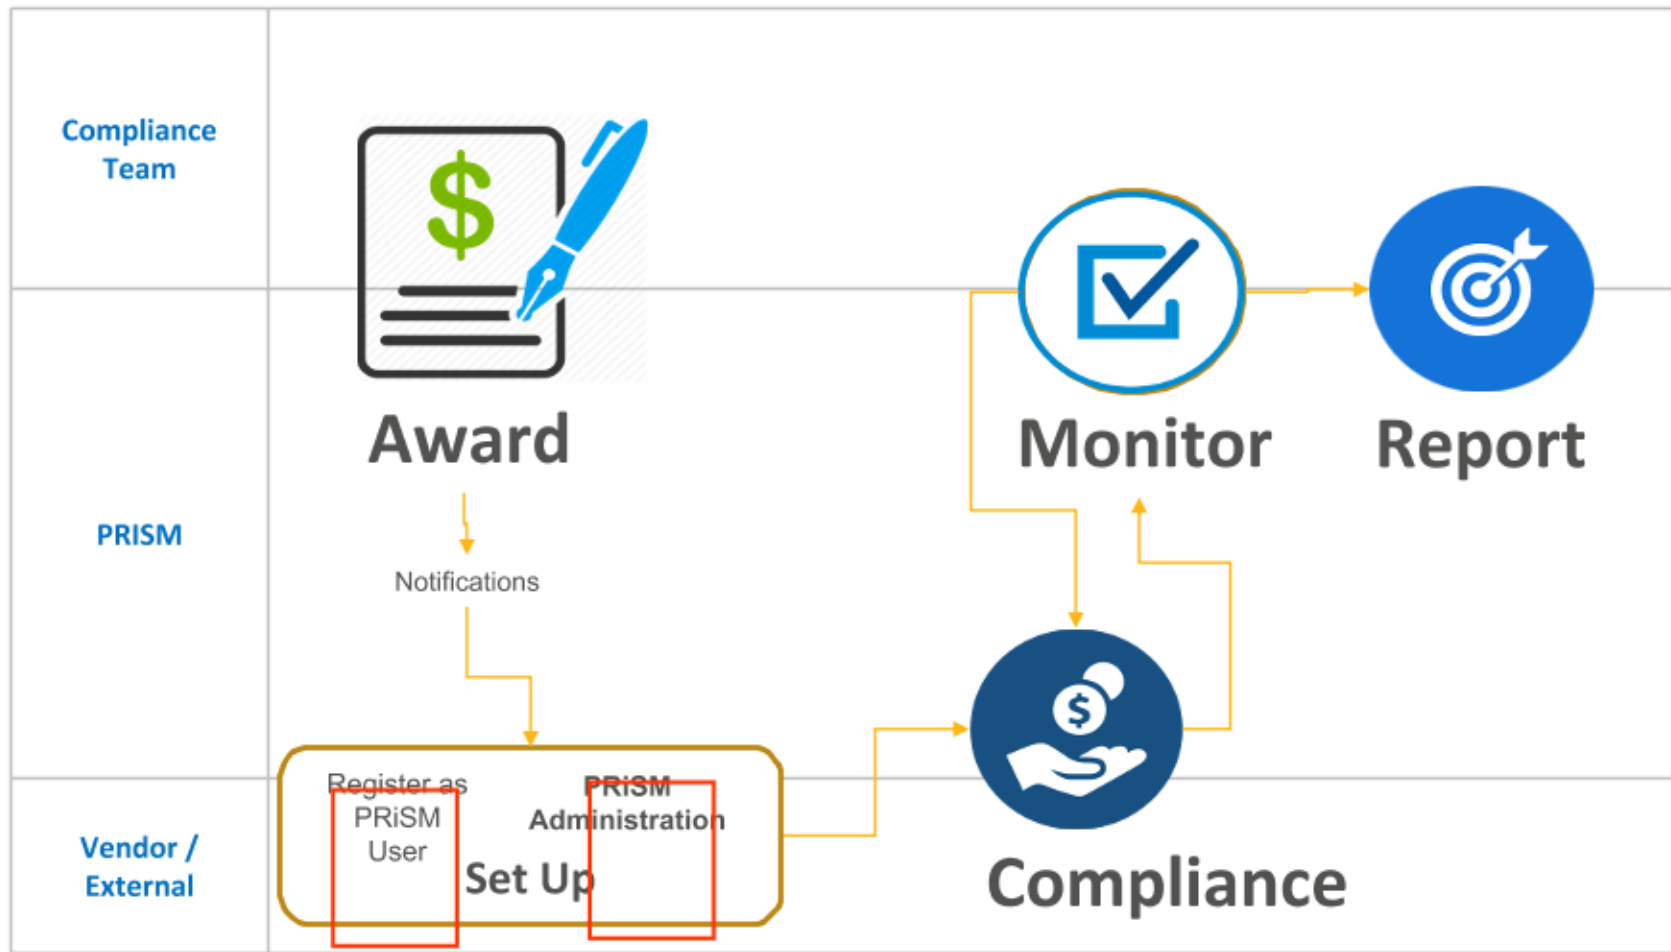 Compliance
Team
$
Award
Monitor
Report
PRISM
Notifications
$
Register as
PRiSM
User
PRiSM
Administration
Set Up
Vendor /
External
Compliance